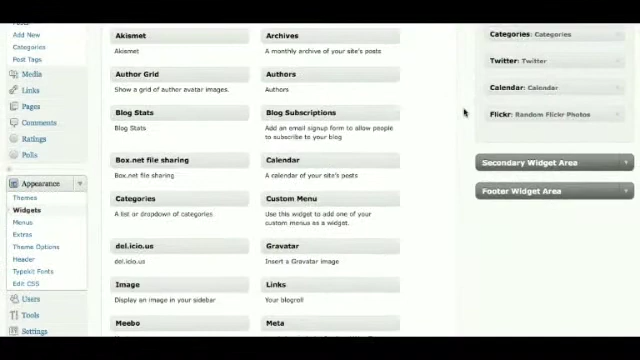 Add New
Categories
Post Tags
Media
Links
Pages
Comments
Ratings
Polls
Appearance
Themes
Widgets
Menus
Extras
Theme Options
Header
Typekit Fonts
Edit CSS
Users
Tools
Settings
Akismet
Akismet
Archives
A monthly archive of your site's posts
Author Grid
Show a grid of author avatar images.
Authors
Authors
Blog Stats
Blog Stats
Blog Subscriptions
Add an email signup form to allow people
to subscribe to your blog
Box.net file sharing
Box.net file sharing
Calendar
A calendar of your site's posts
Categories
A list or dropdown of categories
Custom Menu
Use this widget to add one of your
custom menus as a widget.
del.icio.us
del.icio.us
Gravatar
Insert a Gravatar image
Image
Display an image in your sidebar
Links
Your blogroll
Meebo
Meta
Categories: Categories
Twitter: Twitter
Calendar: Calendar
Flickr: Random Flickr Photos
Secondary Widget Area
Footer Widget Area